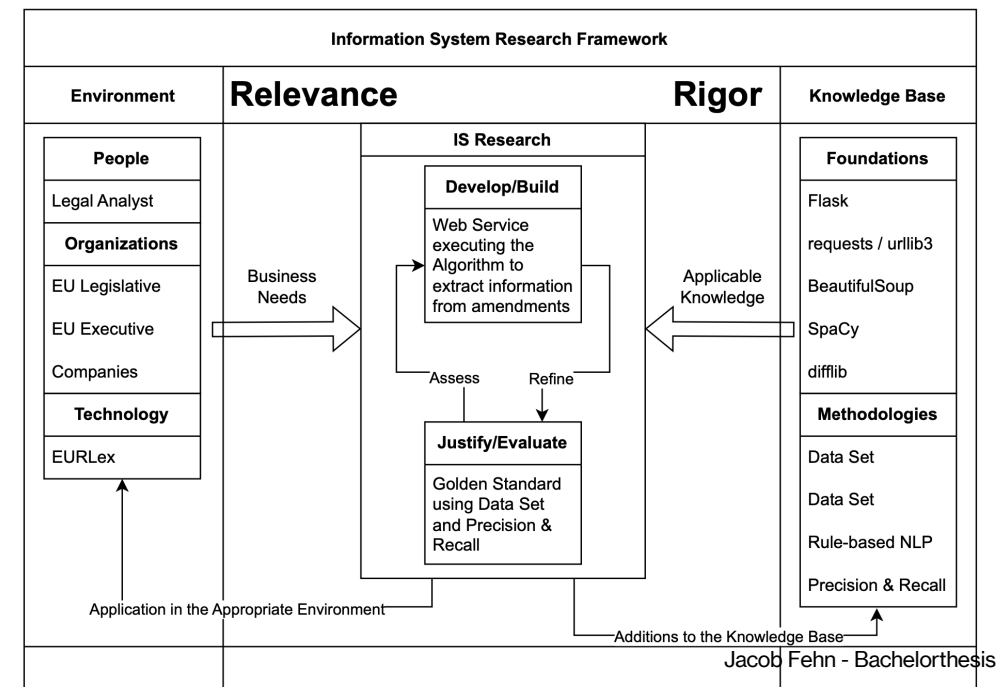 Information System Research Framework
Environment
Relevance
Rigor
Knowledge Base
People
Legal Analyst
Organizations
EU Legislative
EU Executive
Companies
Technology
EURLex
Business
Needs
IS Research
Develop/Build
Web Service
executing the
Algorithm to
extract information
from amendments
Assess
Refine
Justify/Evaluate
Golden Standard
using Data Set
and Precision &
Recall
Applicable
Knowledge
Foundations
Flask
requests / urllib3
BeautifulSoup
SpaCy
difflib
Methodologies
Data Set
Data Set
Rule-based NLP
Precision & Recall
Application in the Appropriate Environment
Additions to the Knowledge Base
Jacob Fehn - Bachelorthesis